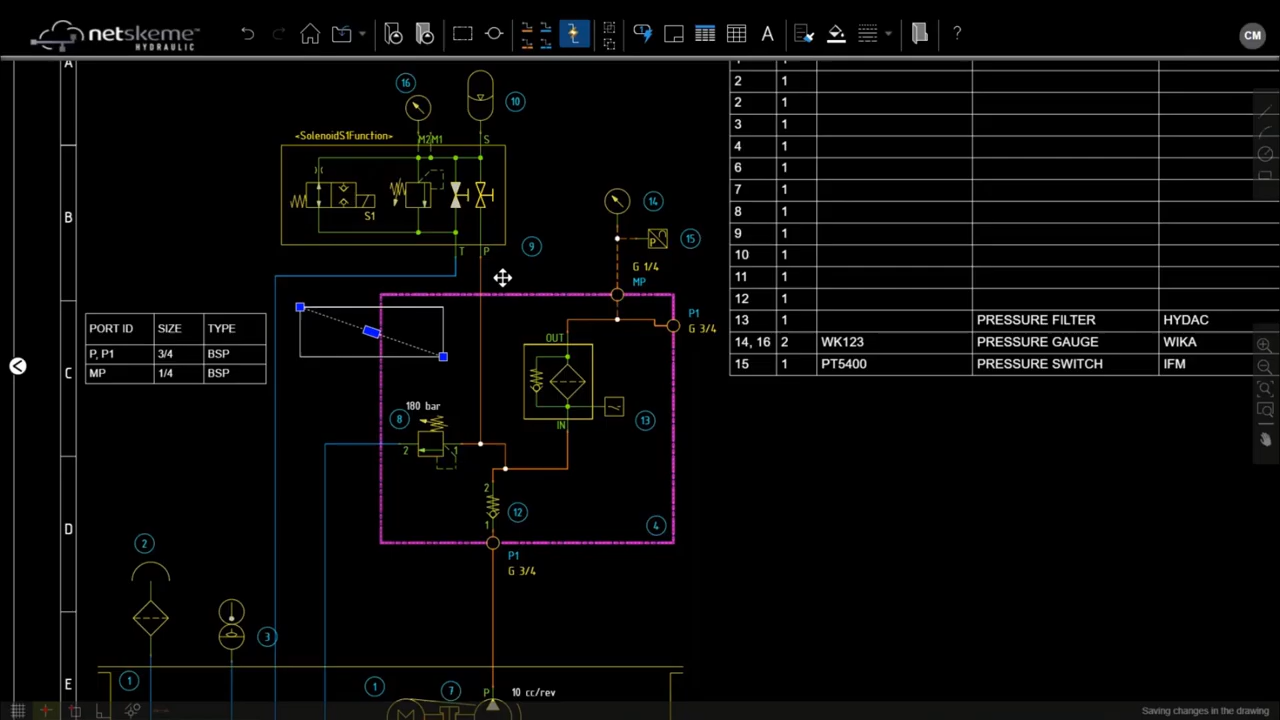 netskeme™
HYDRAULIC
A
?
CM
16
10
<SolenoidS1Function>
M2M1
S
B
S1
T
P
9
14
15
P
G 1/4
MP
P1
G 3/4
PORT ID SIZE TYPE
P, P1 3/4 BSP
MP 1/4 BSP
C
OUT
180 bar
8
2
1
IN
13
2
12
1
4
P1
G 3/4
D
2
3
1
E
1
7
P
10 cc/rev
M
2 1
2 1
3 1
4 1
6 1
7 1
8 1
9 1
10 1
11 1
12 1
13 1 PRESSURE FILTER HYDAC
14, 16 2 WK123 PRESSURE GAUGE WIKA
15 1 PT5400 PRESSURE SWITCH IFM
Saving changes in the drawing